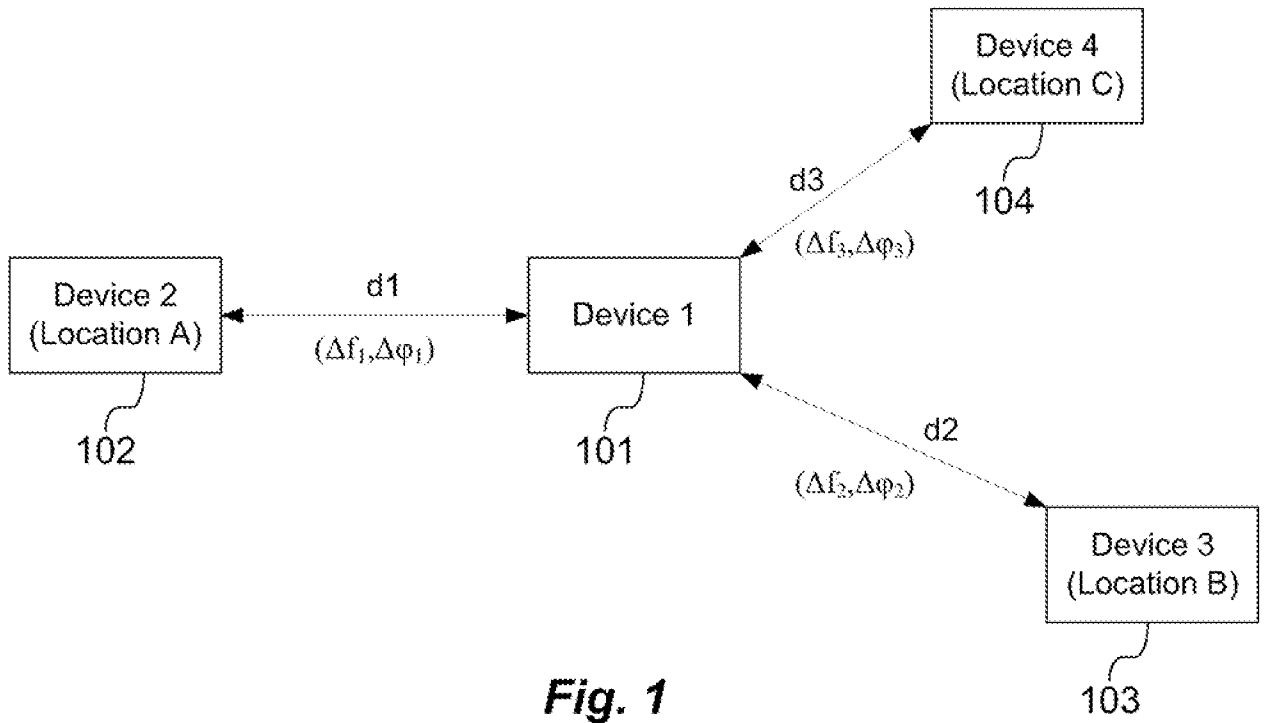 Device 4
(Location C)
104
d3
(Δf₃,Δφ₃)
Device 2
(Location A)
102
d1
(Δf₁,Δφ₁)
Device 1
101
d2
(Δf₂,Δφ₂)
Device 3
(Location B)
103
Fig. 1